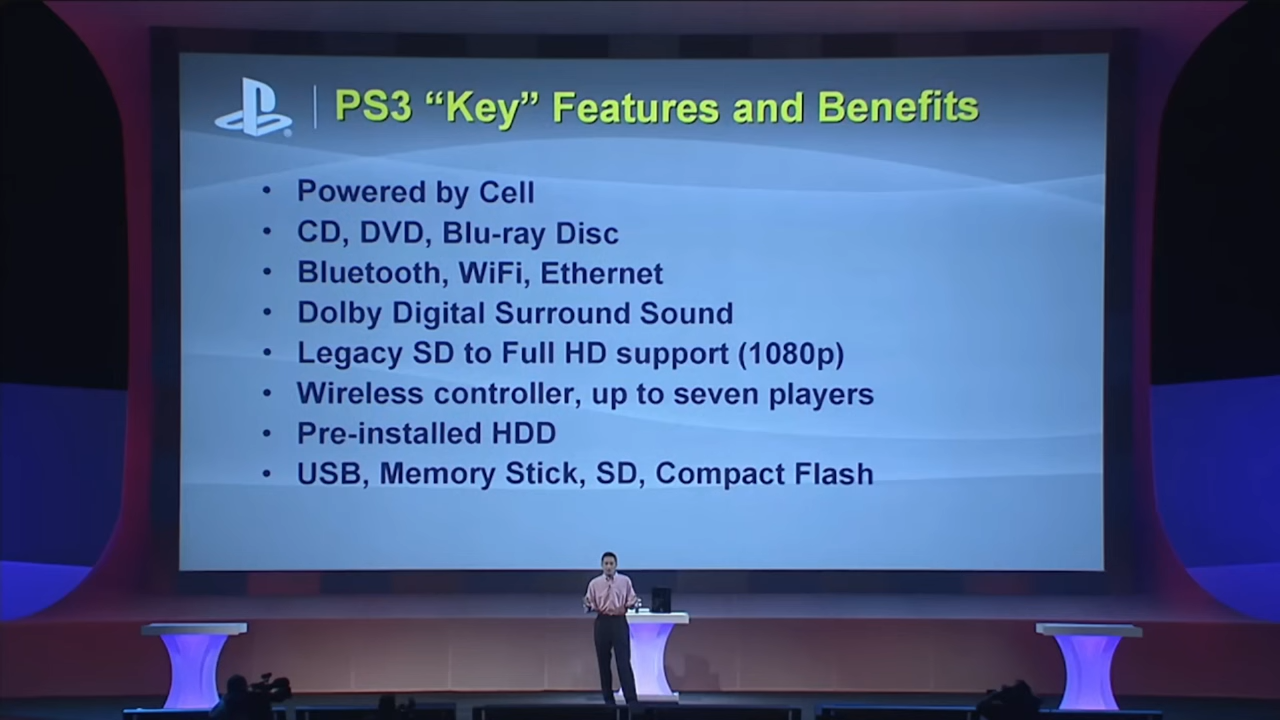 PS3 “Key” Features and Benefits
• Powered by Cell
• CD, DVD, Blu-ray Disc
• Bluetooth, WiFi, Ethernet
• Dolby Digital Surround Sound
• Legacy SD to Full HD support (1080p)
• Wireless controller, up to seven players
• Pre-installed HDD
• USB, Memory Stick, SD, Compact Flash